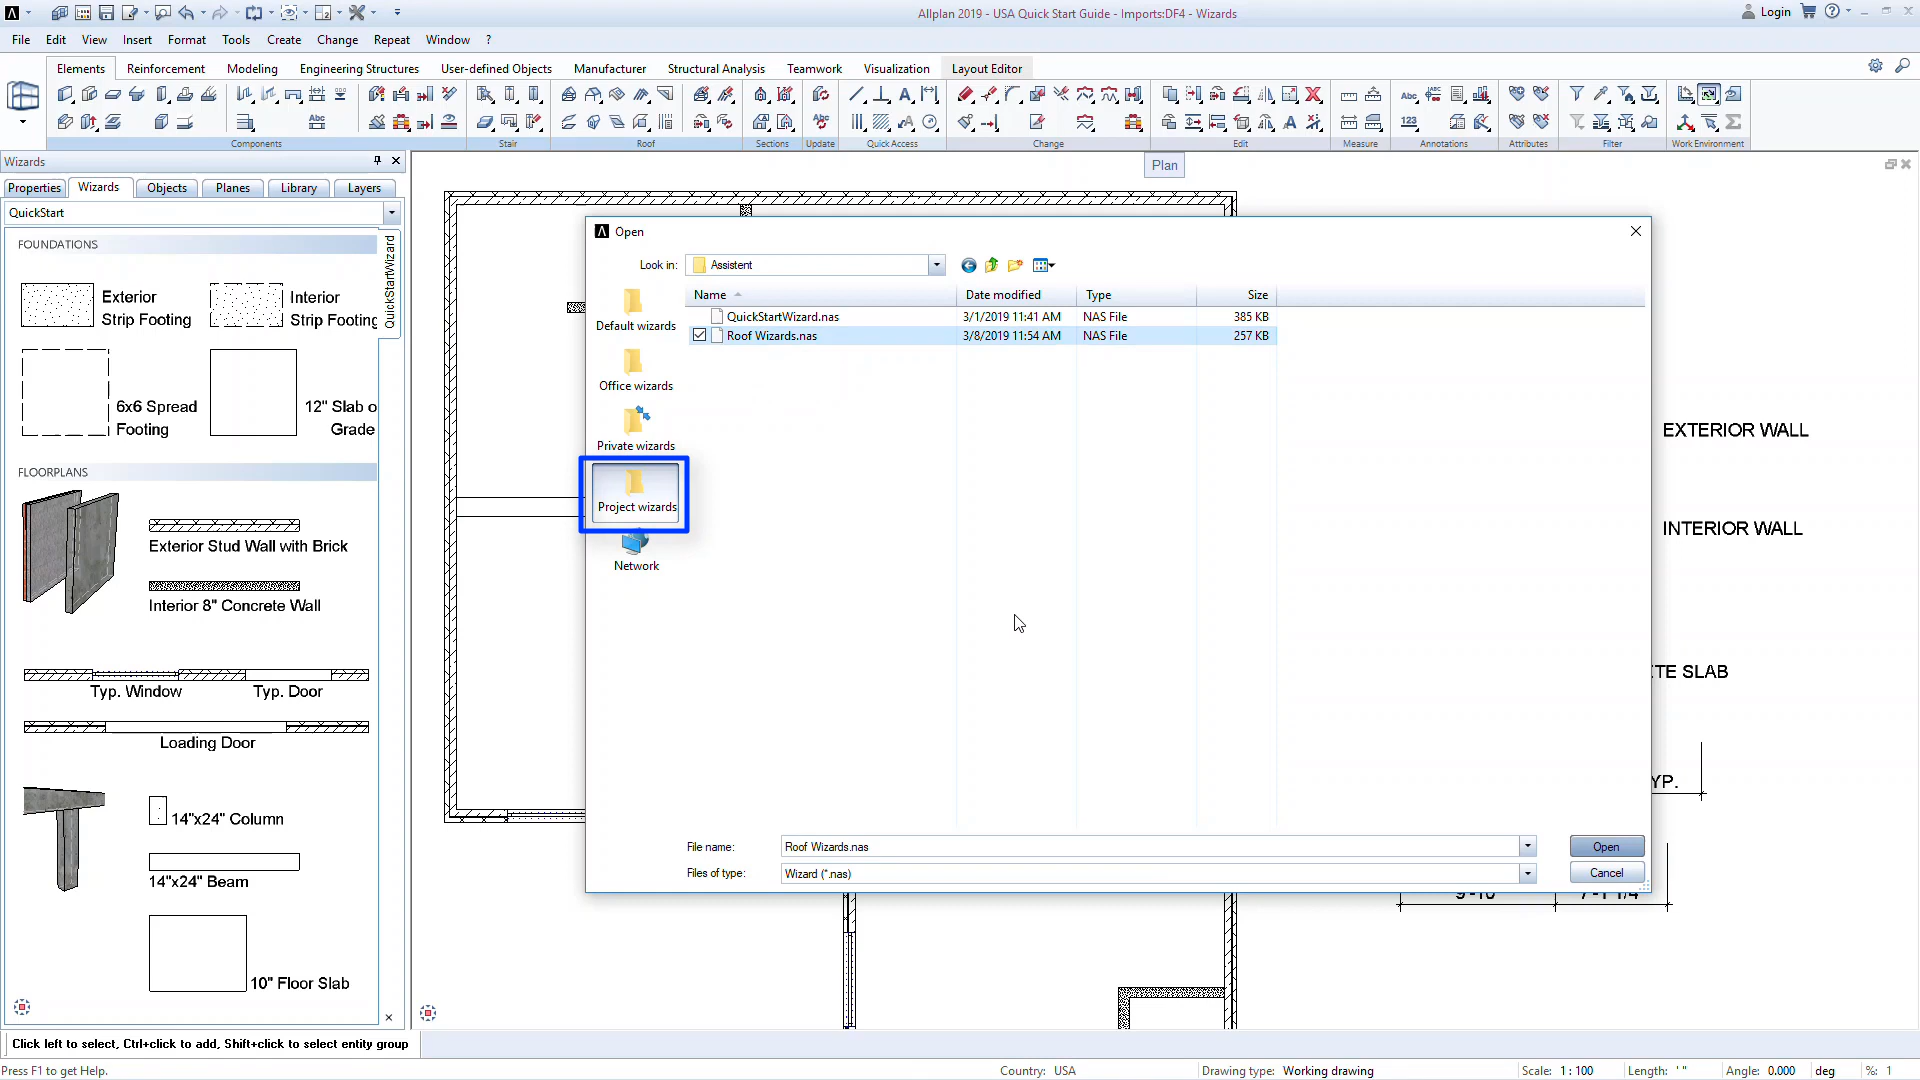 Allplan 2019 - USA Quick Start Guide - Imports:DF4 - Wizards
Login
File Edit View Insert Format Tools Create Change Repeat Window ?
Elements Reinforcement Modeling Engineering Structures User-defined Objects Manufacturer Structural Analysis Teamwork Visualization Layout Editor
Components Stair Roof Sections Update Quick Access Change Edit Measure Annotations Attributes Filter Work Environment
Wizards
Properties Wizards Objects Planes Library Layers
QuickStart
QuickStartWizard
FOUNDATIONS
Exterior
Strip Footing
Interior
Strip Footing
6x6 Spread
Footing
12" Slab o
Grade
FLOORPLANS
Exterior Stud Wall with Brick
Interior 8" Concrete Wall
Typ. Window Typ. Door
Loading Door
14"x24" Column
14"x24" Beam
10" Floor Slab
Plan
Open
Look in: Assistent
Name Date modified Type Size
QuickStartWizard.nas 3/1/2019 11:41 AM NAS File 385 KB
Roof Wizards.nas 3/8/2019 11:54 AM NAS File 257 KB
Default wizards
Office wizards
Private wizards
Project wizards
Network
File name: Roof Wizards.nas Open
Files of type: Wizard (*.nas) Cancel
EXTERIOR WALL
INTERIOR WALL
TE SLAB
YP.
Click left to select, Ctrl+click to add, Shift+click to select entity group
Press F1 to get Help. Country: USA Drawing type: Working drawing Scale: 1 : 100 Length: ' " Angle: 0.000 deg %: 1